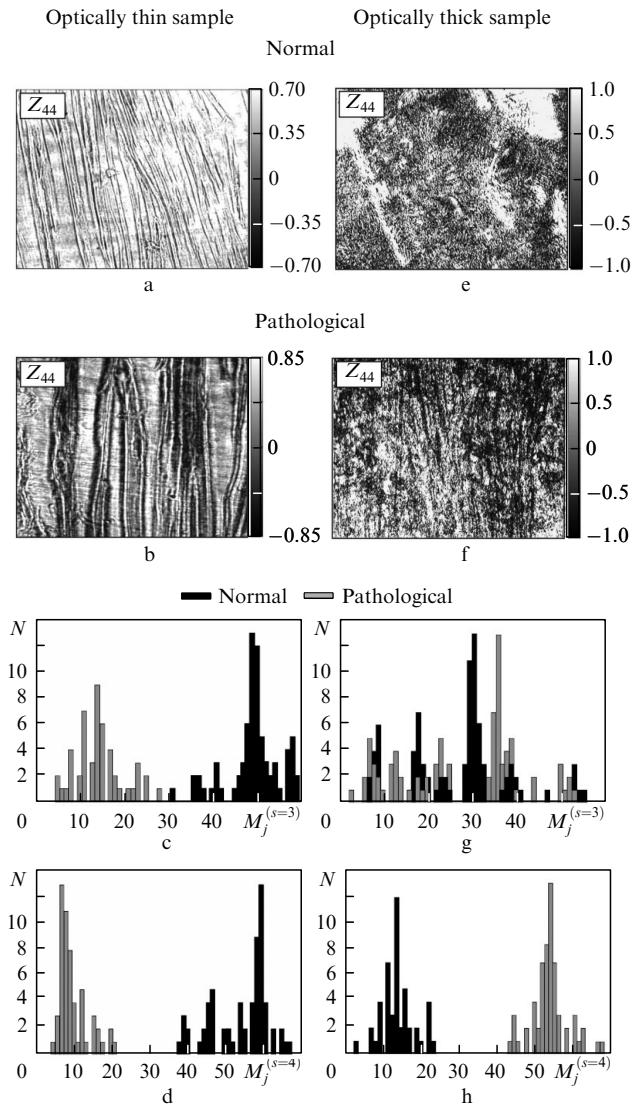 Optically thin sample Optically thick sample
Normal
Z₄₄ 0.70 Z₄₄ 1.0
0.35 0.5
0 0
−0.35 −0.5
−0.70 −1.0
a e
Pathological
Z₄₄ 0.85 Z₄₄ 1.0
0.5
0 0
−0.5
−0.85 −1.0
b f
Normal Pathological
N N
10 10
8 8
6 6
4 4
2 2
0 10 20 30 40 M_j^(s=3) 0 10 20 30 40 M_j^(s=3)
c g
N N
10 10
8 8
6 6
4 4
2 2
0 10 20 30 40 50 M_j^(s=4) 0 10 20 30 40 50 M_j^(s=4)
d h